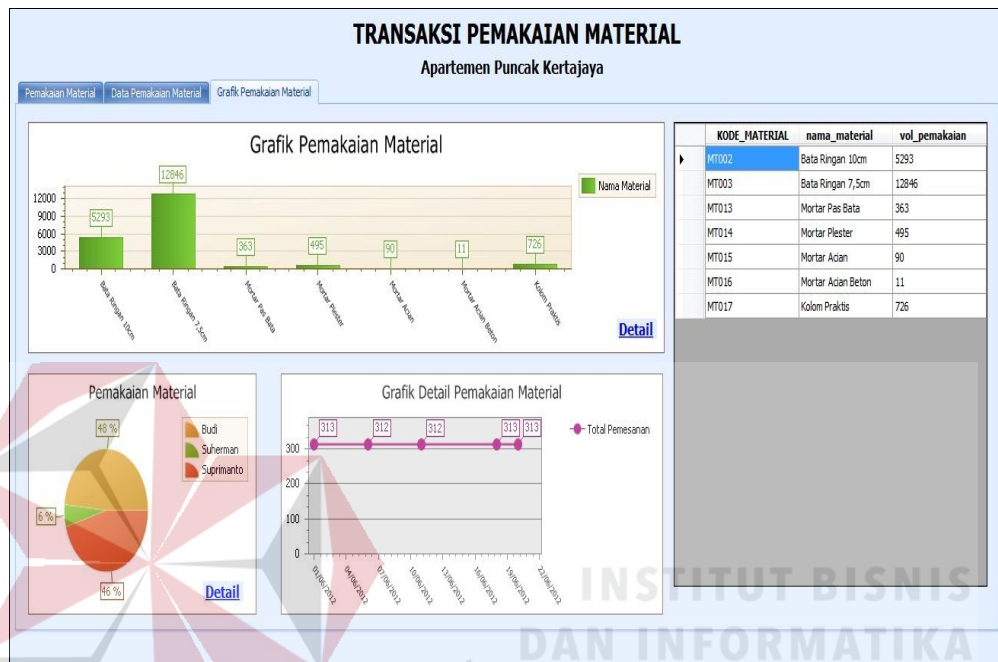 TRANSAKSI PEMAKAIAN MATERIAL
Apartemen Puncak Kertajaya
Pemakaian Material Data Pemakaian Material Grafik Pemakaian Material
Grafik Pemakaian Material
12000
9000
6000
3000
0
5293
12846
363
495
90
11
726
Nama Material
Bata Ringan 10cm
Bata Ringan 7,5cm
Mortar Pas Bata
Mortar Plester
Mortar Acian
Mortar Acian Beton
Kolom Praktis
Detail
KODE_MATERIAL nama_material vol_pemakaian
MT002 Bata Ringan 10cm 5293
MT003 Bata Ringan 7,5cm 12846
MT013 Mortar Pas Bata 363
MT014 Mortar Plester 495
MT015 Mortar Acian 90
MT016 Mortar Acian Beton 11
MT017 Kolom Praktis 726
Pemakaian Material
48 %
6 %
46 %
Budi
Suherman
Suprimanto
Detail
Grafik Detail Pemakaian Material
300
200
100
0
313
312
312
313
313
Total Pemesanan
01/06/2012
04/06/2012
07/06/2012
10/06/2012
13/06/2012
16/06/2012
19/06/2012
23/06/2012
INSTITUT BISNIS
DAN INFORMATIKA